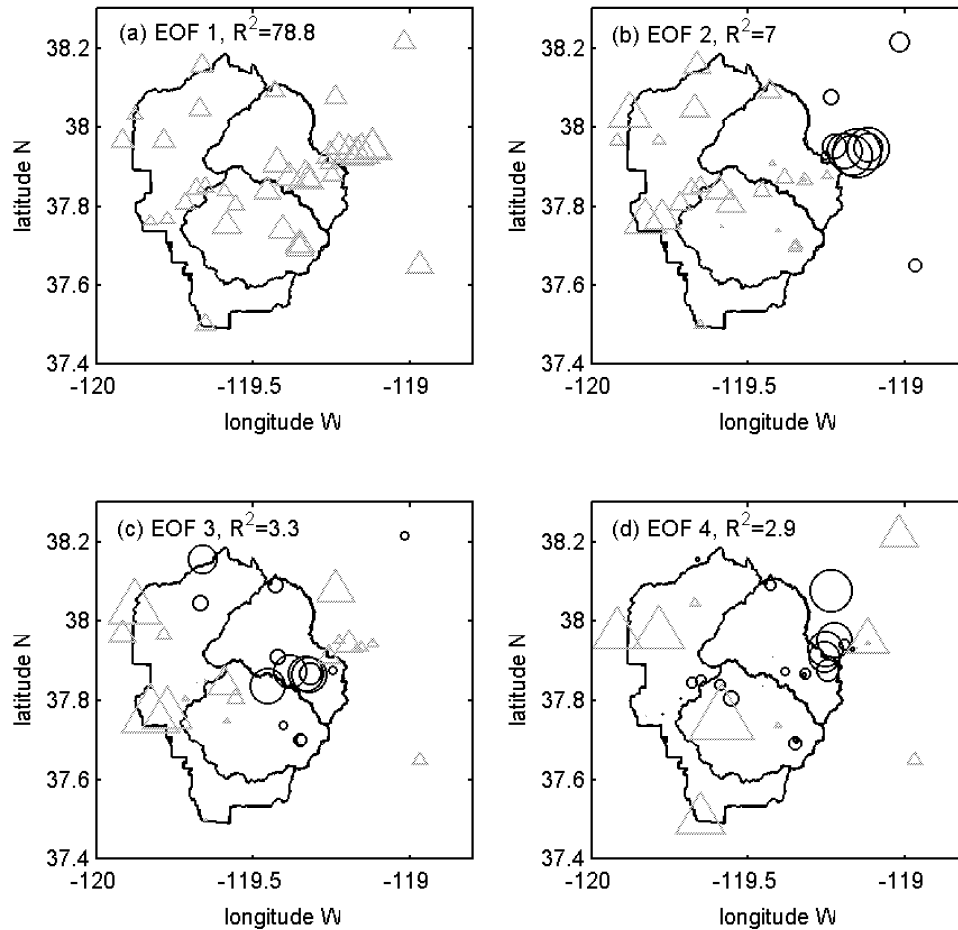 (a) EOF 1, R²=78.8
38.2
38
37.8
37.6
37.4
latitude N
-120
-119.5
-119
longitude W
(b) EOF 2, R²=7
38.2
38
37.8
37.6
37.4
latitude N
-120
-119.5
-119
longitude W
(c) EOF 3, R²=3.3
38.2
38
37.8
37.6
37.4
latitude N
-120
-119.5
-119
longitude W
(d) EOF 4, R²=2.9
38.2
38
37.8
37.6
37.4
latitude N
-120
-119.5
-119
longitude W